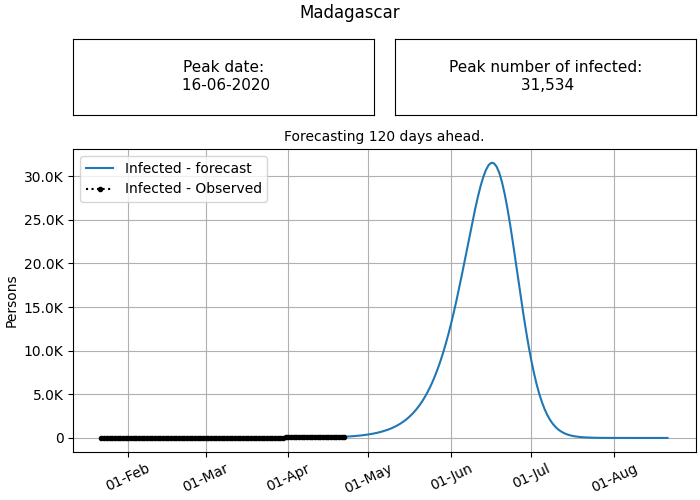 Madagascar
Peak date:
16-06-2020
Peak number of infected:
31,534
Forecasting 120 days ahead.
Infected - forecast
Infected - Observed
30.0K
25.0K
20.0K
15.0K
10.0K
5.0K
0
Persons
01-Feb
01-Mar
01-Apr
01-May
01-Jun
01-Jul
01-Aug